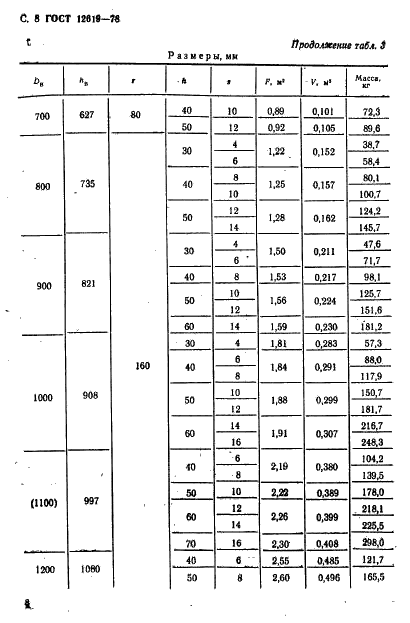 С. 8 ГОСТ 12619—78
Продолжение табл. 3
Размеры, мм
Dв hв r h s F, м² V, м³ Масса, кг
700 627 80 40 10 0,89 0,101 72,3
50 12 0,92 0,105 89,6
800 735 160 30 4 1,22 0,152 38,7
6 58,4
40 8 1,25 0,157 80,1
10 100,7
50 12 1,28 0,162 124,2
14 145,7
900 821 30 4 1,50 0,211 47,6
6 71,7
40 8 1,53 0,217 98,1
50 10 1,56 0,224 125,7
12 151,6
60 14 1,59 0,230 181,2
1000 908 30 4 1,81 0,283 57,3
40 6 1,84 0,291 88,0
8 117,9
50 10 1,88 0,299 150,7
12 181,7
60 14 1,91 0,307 216,7
16 248,3
(1100) 997 40 6 2,19 0,380 104,2
8 139,5
50 10 2,22 0,389 178,0
60 12 2,26 0,399 218,1
14 225,5
70 16 2,30 0,408 298,0
1200 1080 40 6 2,55 0,485 121,7
50 8 2,60 0,496 165,5